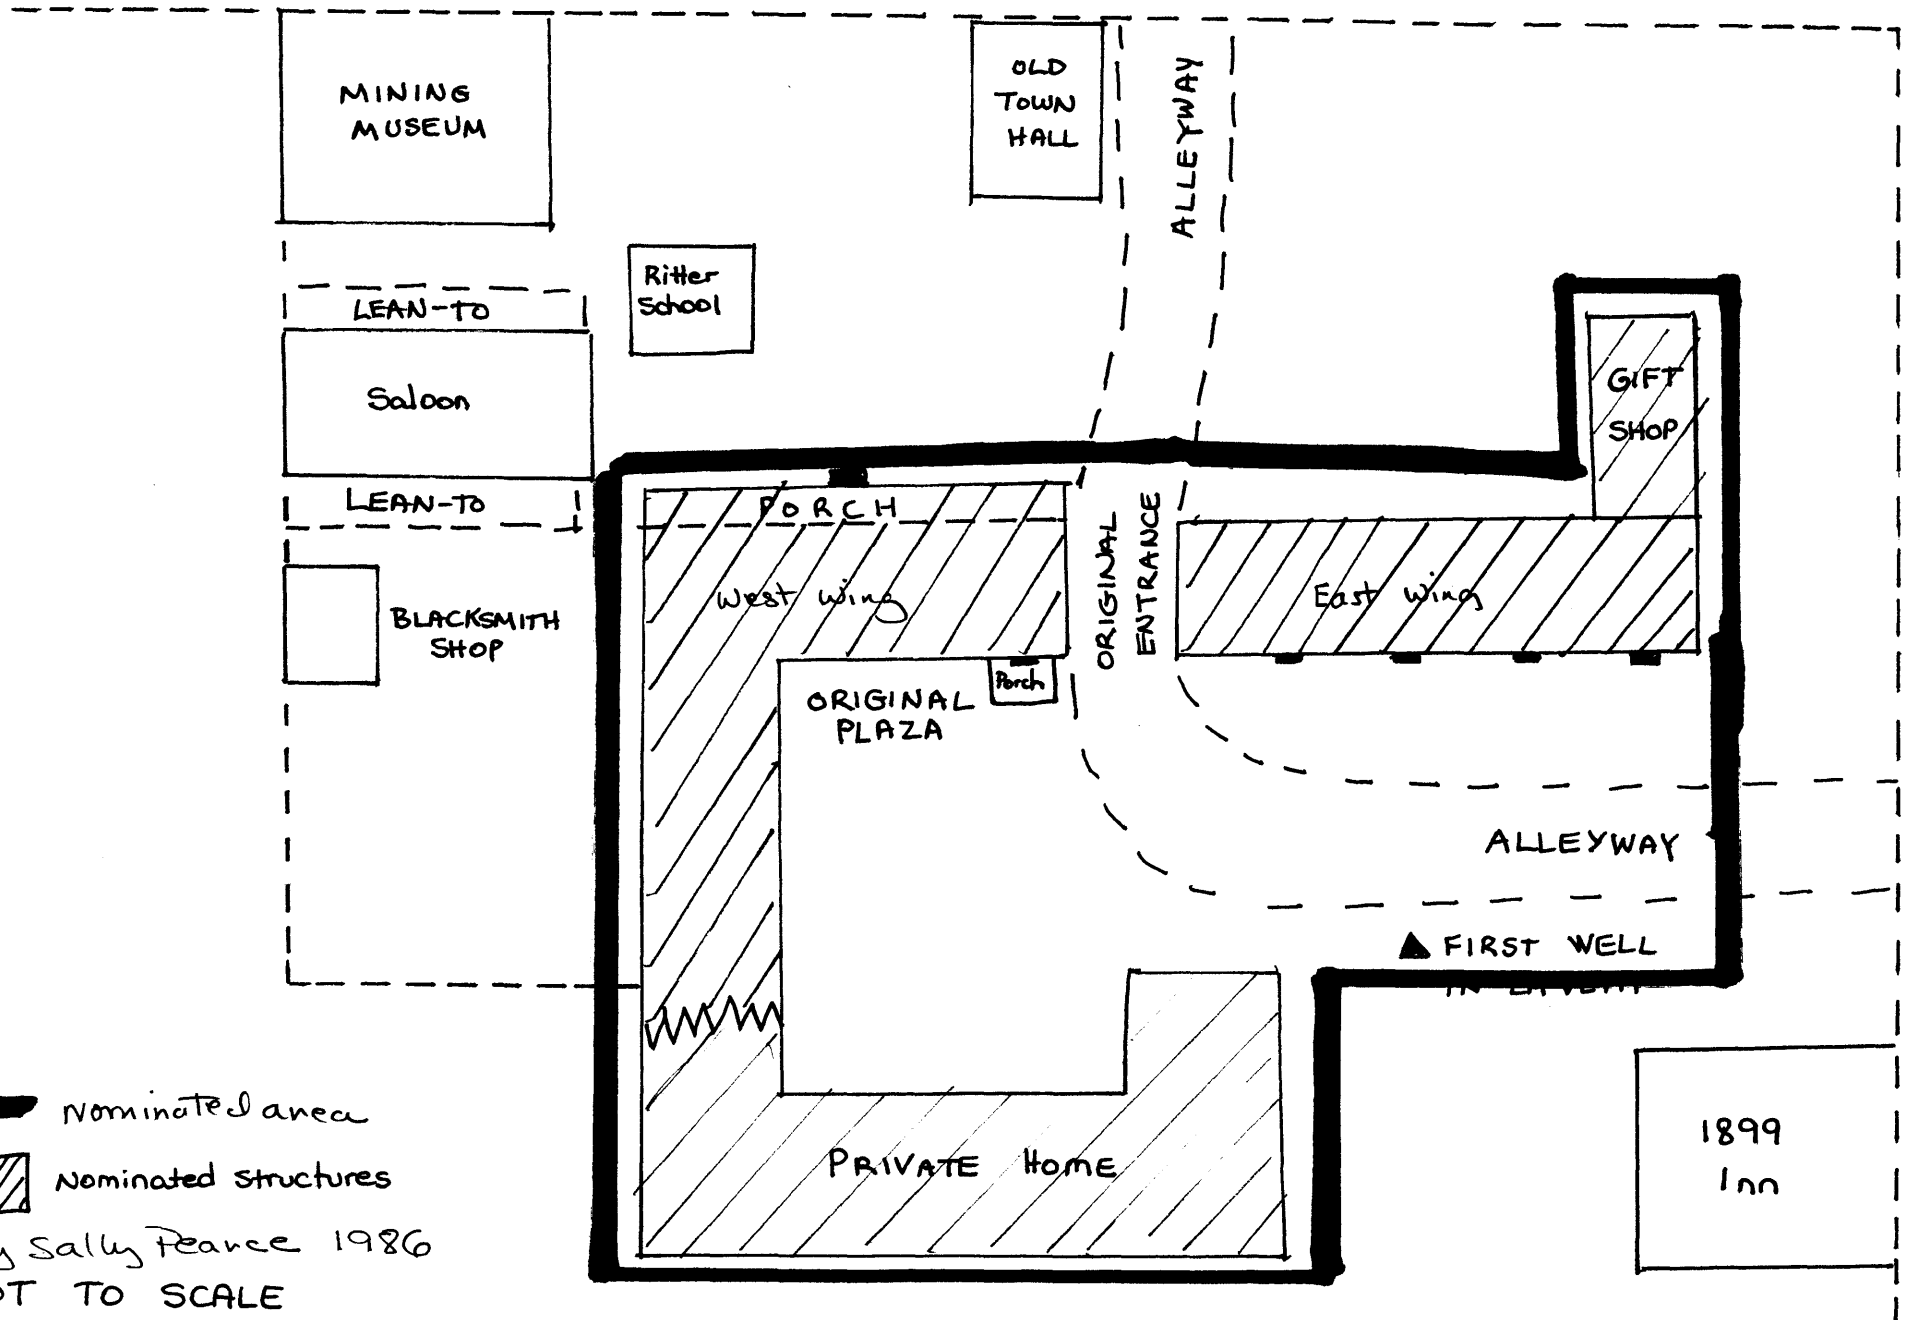 MINING
MUSEUM
OLD
TOWN
HALL
ALLEYWAY
Ritter
School
LEAN-TO
Saloon
LEAN-TO
GIFT
SHOP
PORCH
West Wing
ORIGINAL
ENTRANCE
East Wing
BLACKSMITH
SHOP
Porch
ORIGINAL
PLAZA
ALLEYWAY
▲ FIRST WELL
IN
Nominated area
Nominated Structures
Sally Pearce 1986
TO SCALE
PRIVATE HOME
1899
Inn